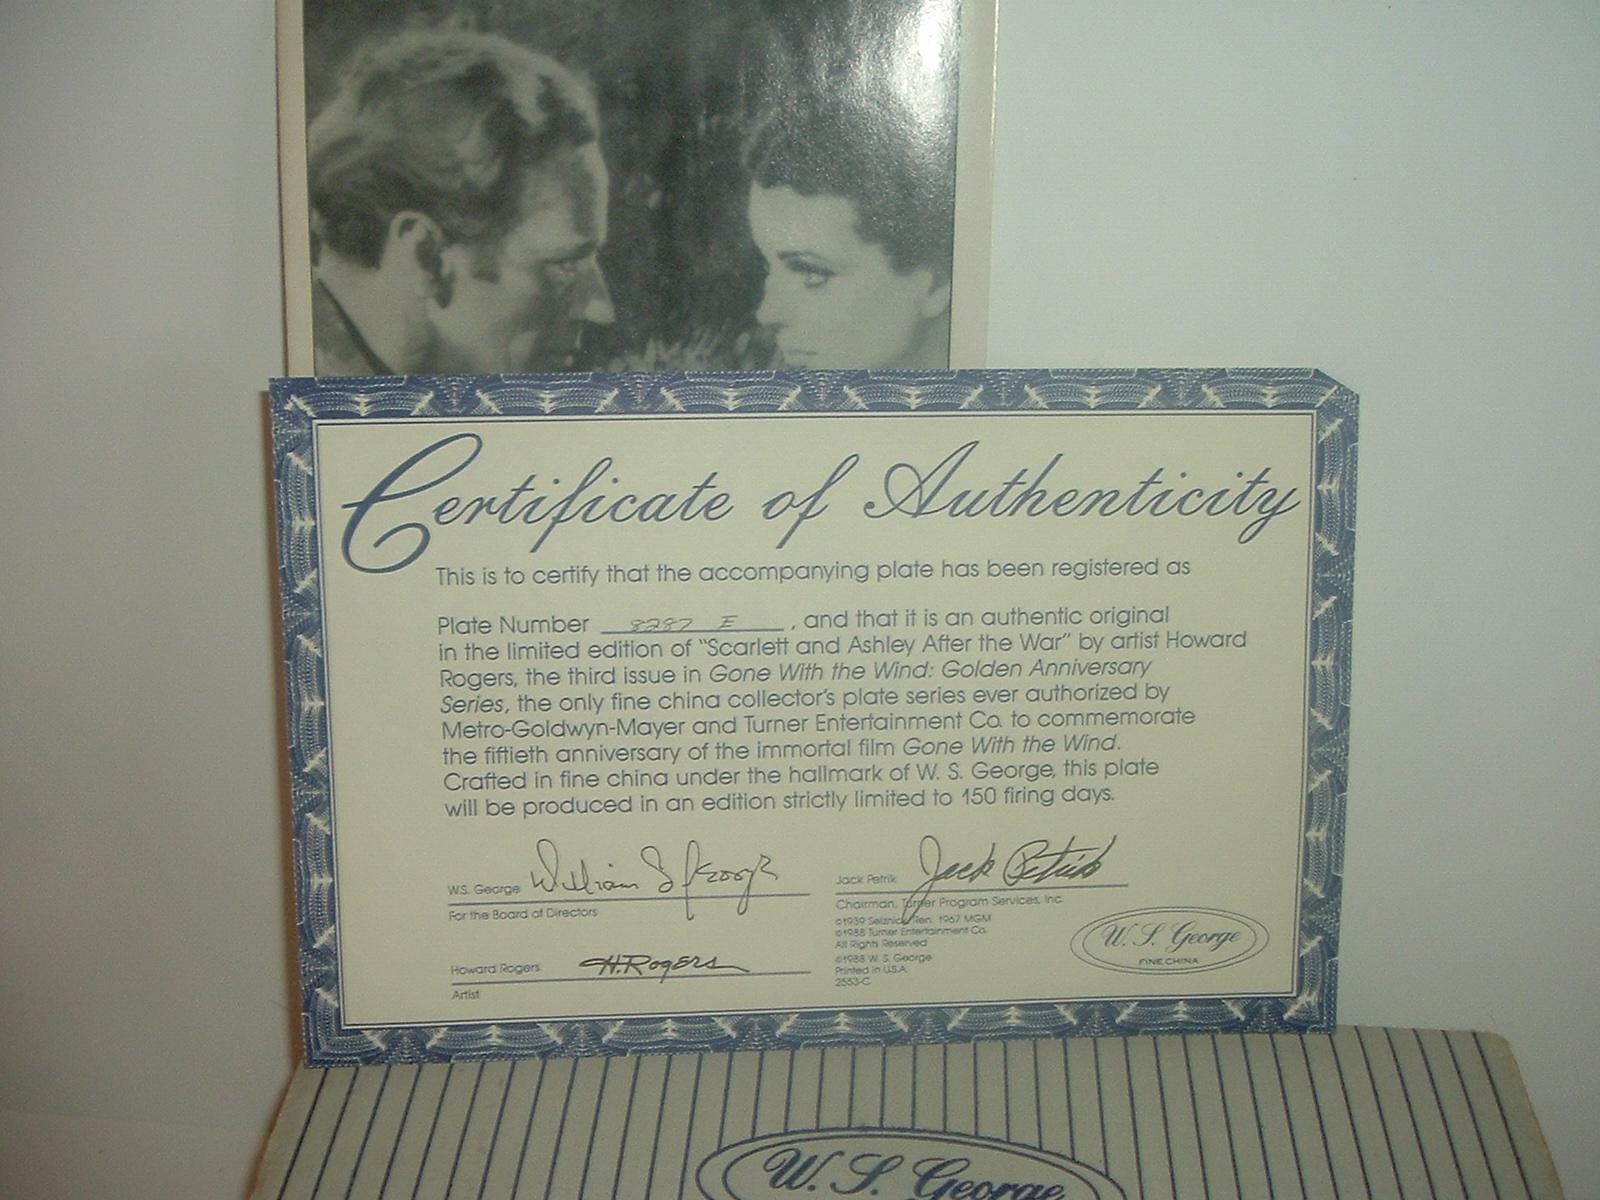 Certificate of Authenticity
This is to certify that the accompanying plate has been registered as
Plate Number 8287 E, and that it is an authentic original
in the limited edition of “Scarlett and Ashley After the War” by artist Howard
Rogers, the third issue in Gone With the Wind: Golden Anniversary
Series, the only fine china collector's plate series ever authorized by
Metro-Goldwyn-Mayer and Turner Entertainment Co. to commemorate
the fiftieth anniversary of the immortal film Gone With the Wind.
Crafted in fine china under the hallmark of W. S. George, this plate
will be produced in an edition strictly limited to 150 firing days.
W.S. George William S George
For the Board of Directors
Howard Rogers H. Rogers
Artist
Jack Petrik Jack Petrik
Chairman, Turner Program Services, Inc.
©1939 Selznick Ren. 1967 MGM
©1988 Turner Entertainment Co.
All Rights Reserved
©1988 W. S. George
Printed in U.S.A.
2553-C
W. S. George
FINE CHINA
W. S. George